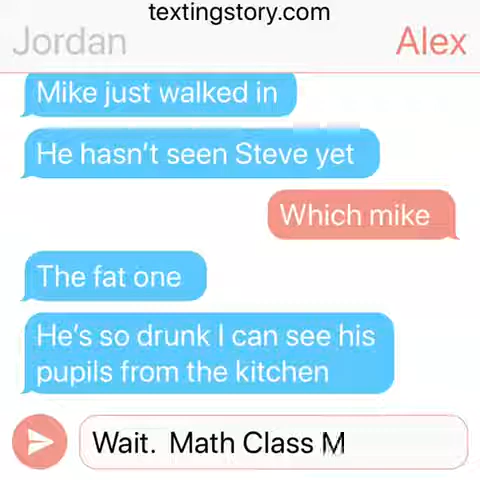 textingstory.com
Jordan
Alex
Mike just walked in
He hasn't seen Steve yet
Which mike
The fat one
He's so drunk I can see his
pupils from the kitchen
Wait.  Math Class M